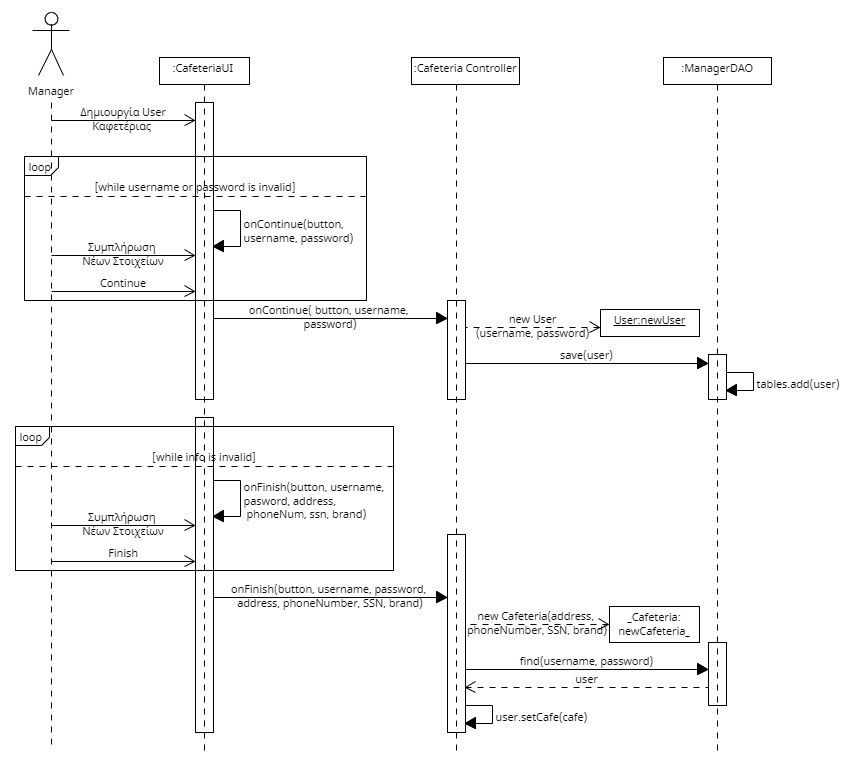 Manager
:CafeteriaUI
:Cafeteria Controller
:ManagerDAO
Δημιουργία User
Καφετέριας
loop
[while username or password is invalid]
onContinue(button,
username, password)
Συμπλήρωση
Νέων Στοιχείων
Continue
onContinue( button, username,
password)
new User
(username, password)
User:newUser
save(user)
tables.add(user)
loop
[while info is invalid]
onFinish(button, username,
pasword, address,
phoneNum, ssn, brand)
Συμπλήρωση
Νέων Στοιχείων
Finish
onFinish(button, username, password,
address, phoneNumber, SSN, brand)
new Cafeteria(address,
phoneNumber, SSN, brand)
_Cafeteria:
newCafeteria_
find(username, password)
user
user.setCafe(cafe)